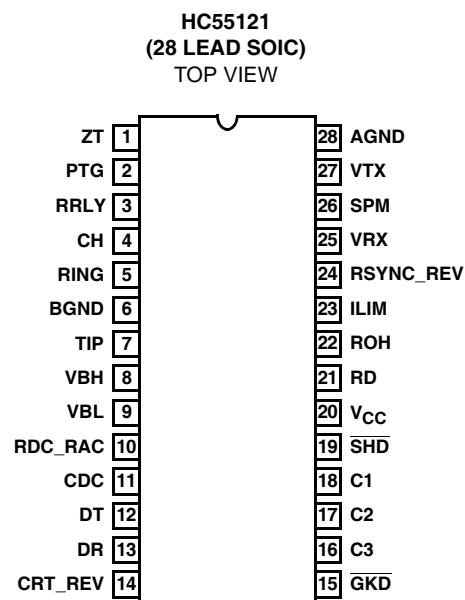 HC55121
(28 LEAD SOIC)
TOP VIEW
ZT 1 28 AGND
PTG 2 27 VTX
RRLY 3 26 SPM
CH 4 25 VRX
RING 5 24 RSYNC_REV
BGND 6 23 ILIM
TIP 7 22 ROH
VBH 8 21 RD
VBL 9 20 VCC
RDC_RAC 10 19 S̅H̅D̅
CDC 11 18 C1
DT 12 17 C2
DR 13 16 C3
CRT_REV 14 15 G̅K̅D̅